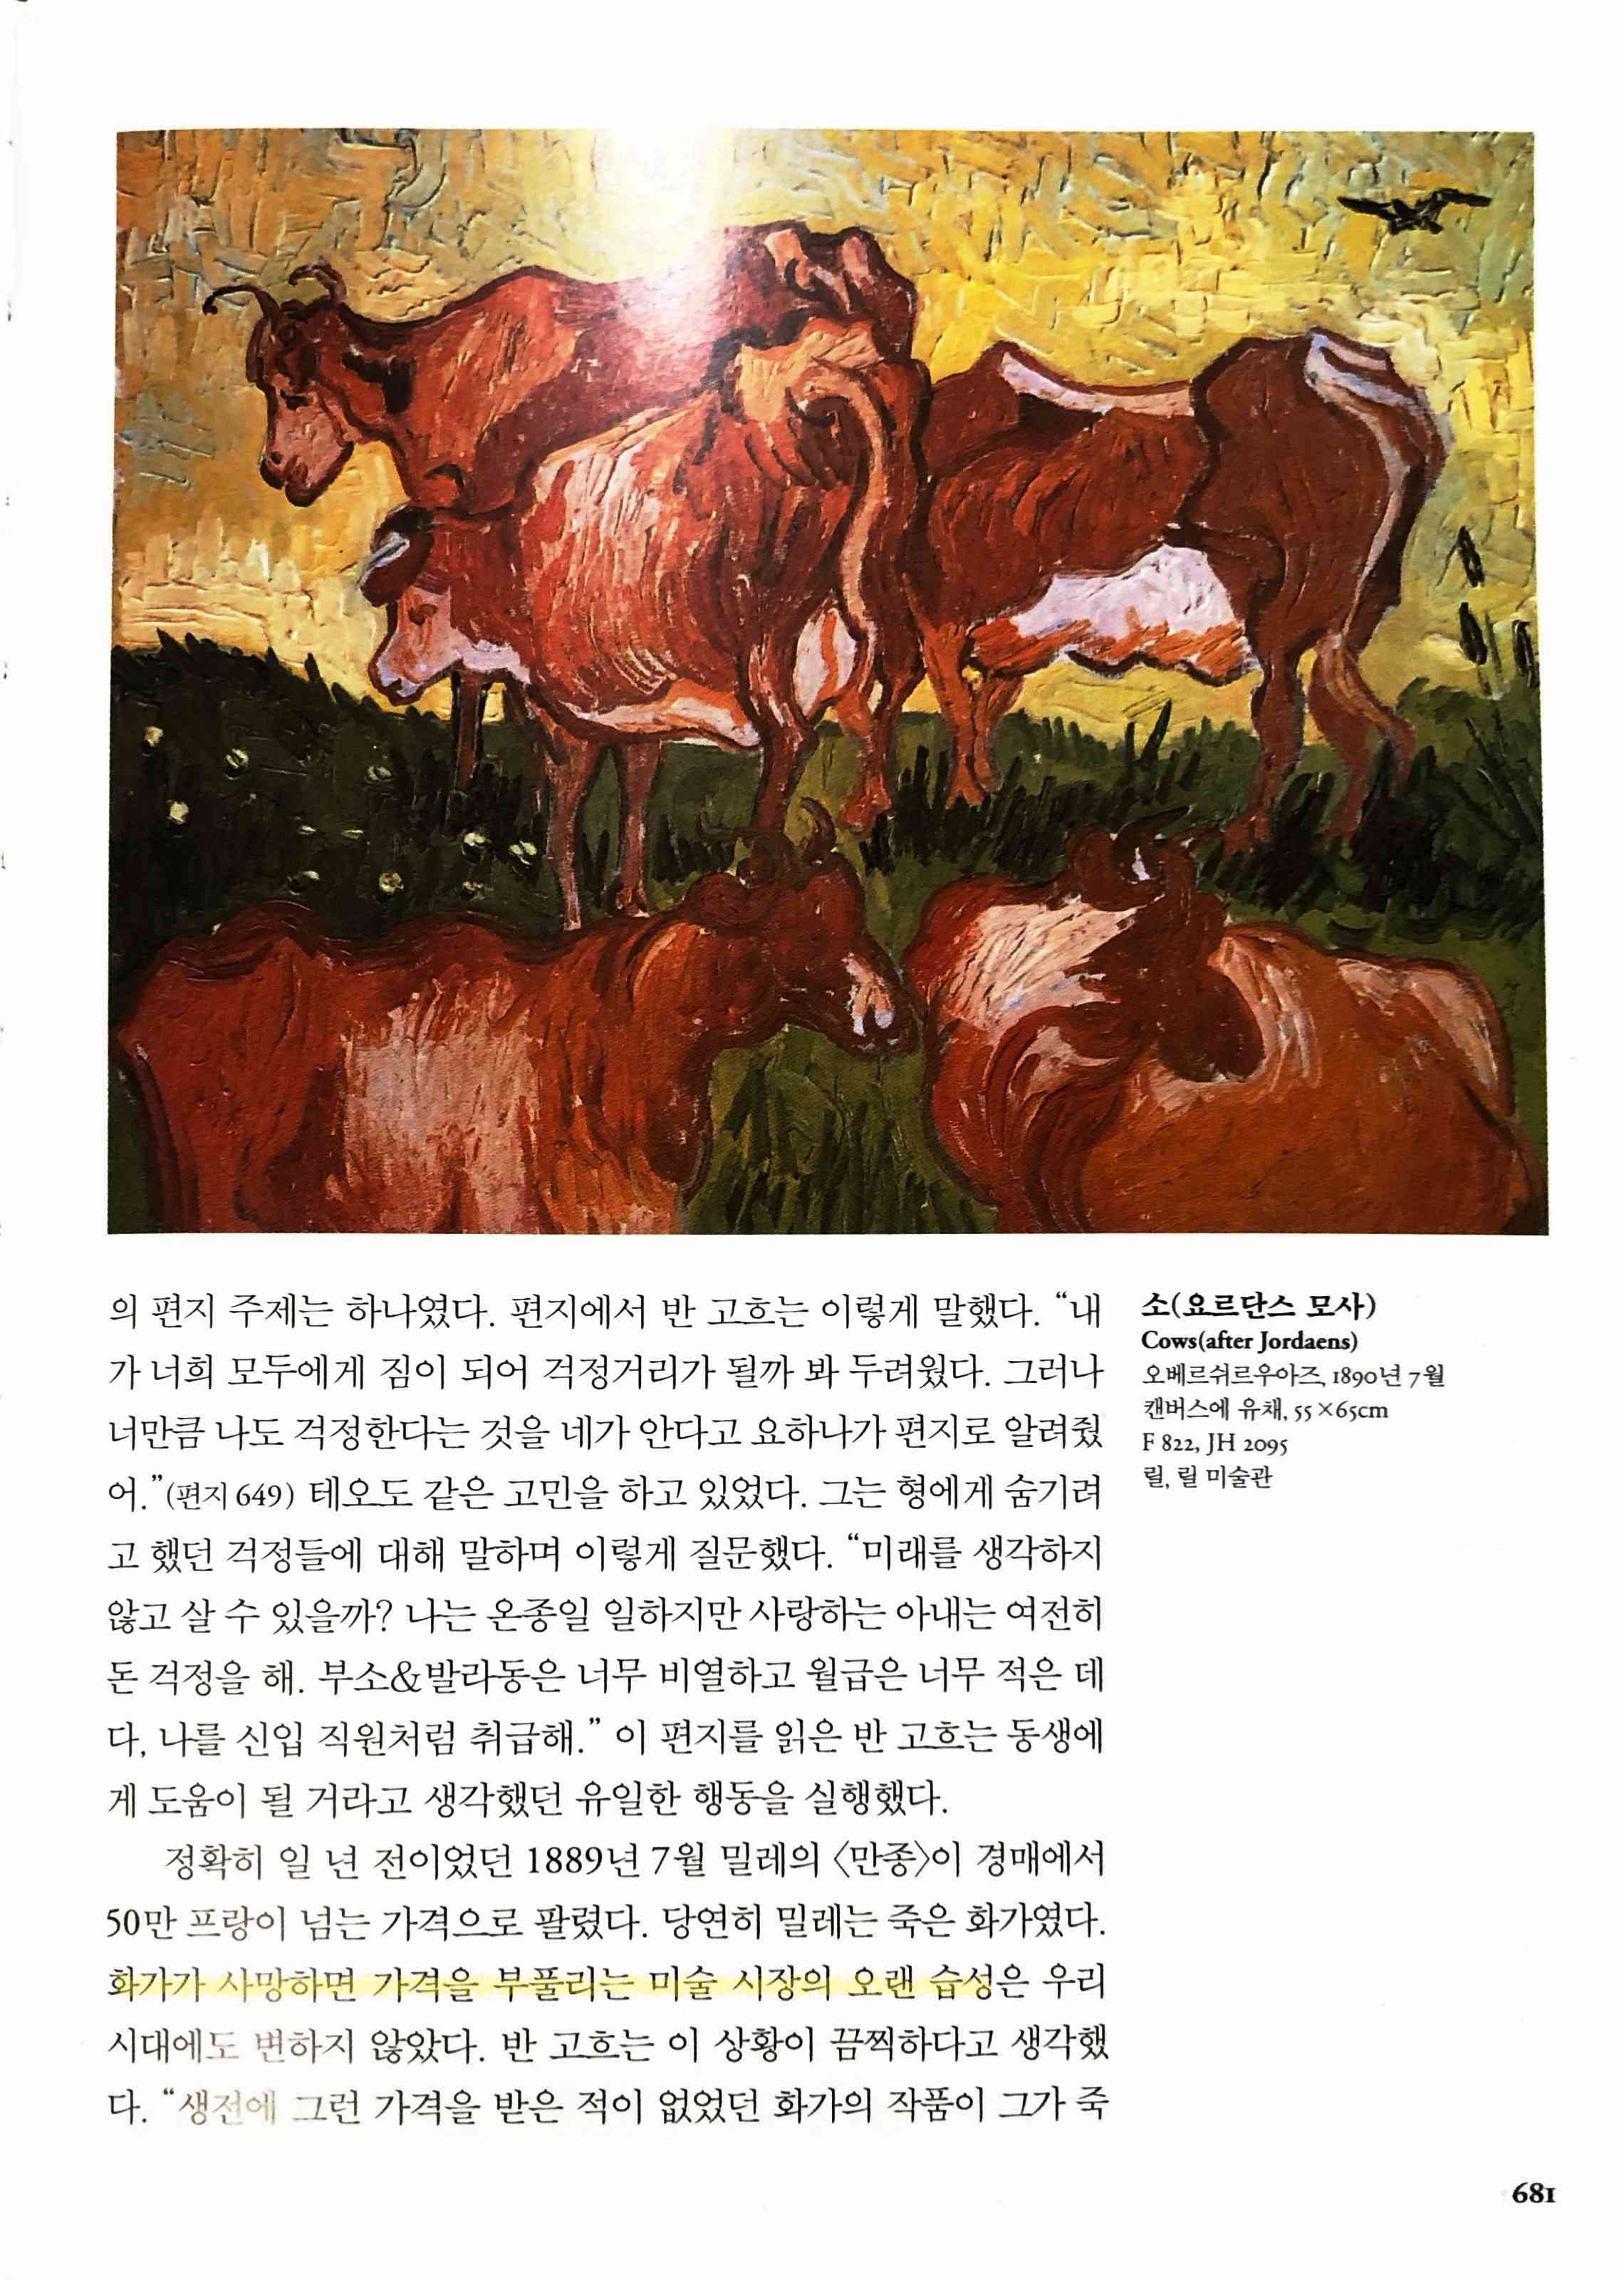 의 편지 주제는 하나였다. 편지에서 반 고흐는 이렇게 말했다. “내
가 너희 모두에게 짐이 되어 걱정거리가 될까 봐 두려웠다. 그러나
너만큼 나도 걱정한다는 것을 네가 안다고 요하나가 편지로 알려줬
어.”(편지 649) 테오도 같은 고민을 하고 있었다. 그는 형에게 숨기려
고 했던 걱정들에 대해 말하며 이렇게 질문했다. “미래를 생각하지
않고 살 수 있을까? 나는 온종일 일하지만 사랑하는 아내는 여전히
돈 걱정을 해. 부소&발라동은 너무 비열하고 월급은 너무 적은 데
다, 나를 신입 직원처럼 취급해.” 이 편지를 읽은 반 고흐는 동생에
게 도움이 될 거라고 생각했던 유일한 행동을 실행했다.
정확히 일 년 전이었던 1889년 7월 밀레의 〈만종〉이 경매에서
50만 프랑이 넘는 가격으로 팔렸다. 당연히 밀레는 죽은 화가였다.
화가가 사망하면 가격을 부풀리는 미술 시장의 오랜 습성은 우리
시대에도 변하지 않았다. 반 고흐는 이 상황이 끔찍하다고 생각했
다. “생전에 그런 가격을 받은 적이 없었던 화가의 작품이 그가 죽
소(요르단스 모사)
Cows(after Jordaens)
오베르쉬르우아즈, 1890년 7월
캔버스에 유채, 55×65cm
F 822, JH 2095
릴, 릴 미술관
681